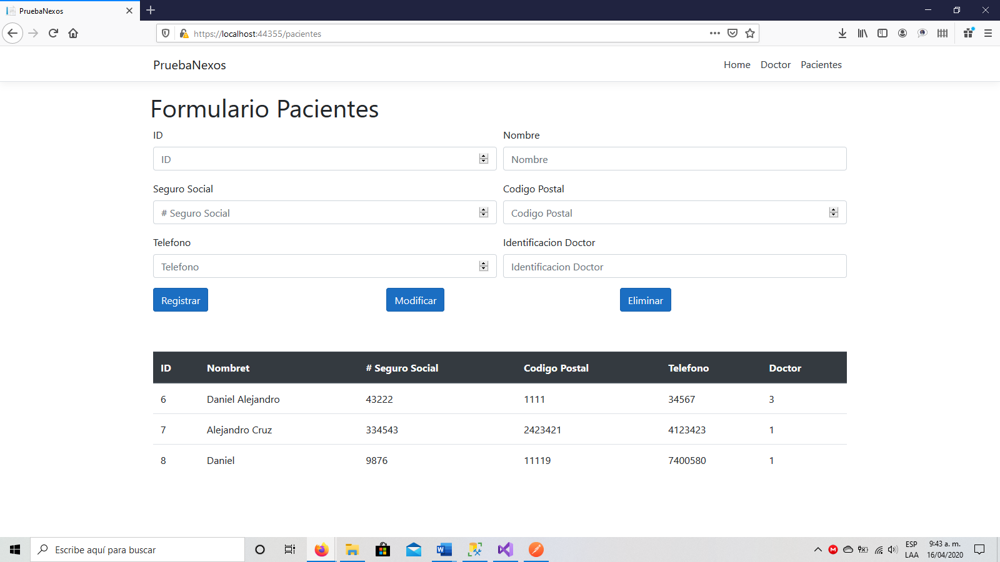 PruebaNexos
https://localhost:44355/pacientes
PruebaNexos
Home Doctor Pacientes
Formulario Pacientes
ID Nombre
ID Nombre
Seguro Social Codigo Postal
# Seguro Social Codigo Postal
Telefono Identificacion Doctor
Telefono Identificacion Doctor
Registrar Modificar Eliminar
ID Nombret # Seguro Social Codigo Postal Telefono Doctor
6 Daniel Alejandro 43222 1111 34567 3
7 Alejandro Cruz 334543 2423421 4123423 1
8 Daniel 9876 11119 7400580 1
Escribe aquí para buscar
ESP
LAA
9:43 a. m.
16/04/2020